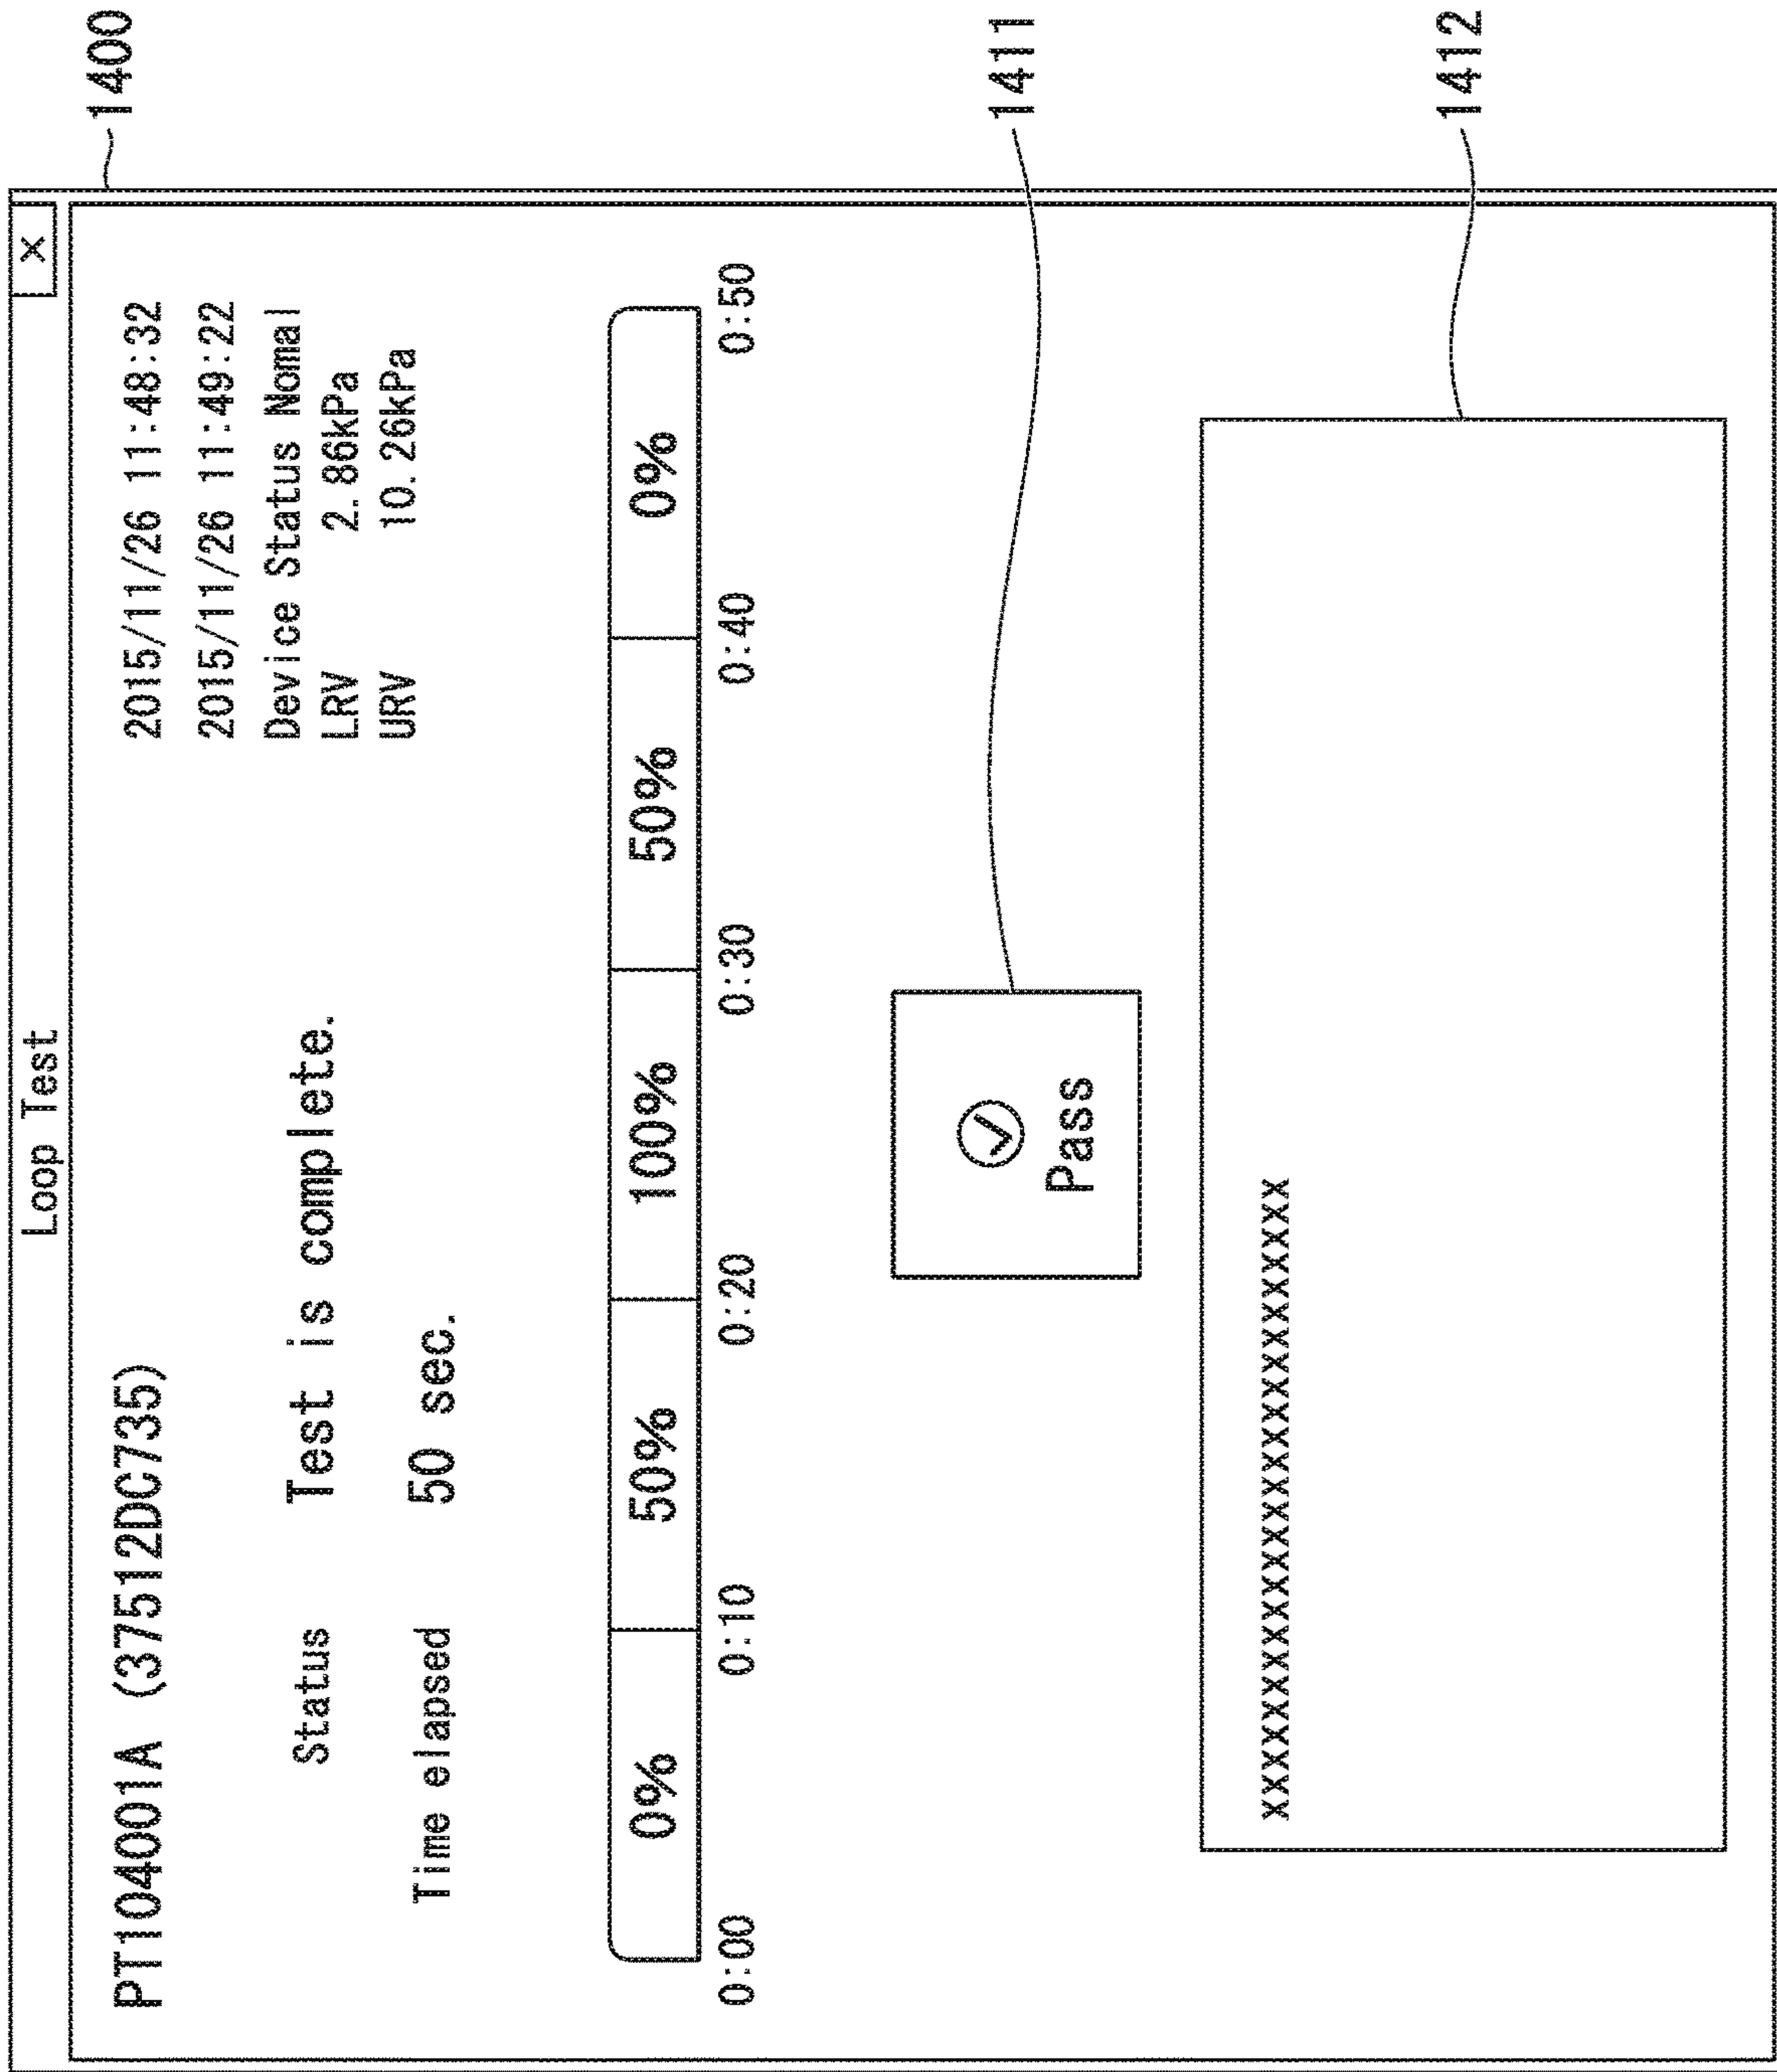 Loop Test
×
1400
PT104001A (37512DC735)
2015/11/26 11:48:32
2015/11/26 11:49:22
Status Test is complete.
Device Status Nomal
LRV 2.86kPa
URV 10.26kPa
Time elapsed 50 sec.
0% 50% 100% 50% 0%
0:00 0:10 0:20 0:30 0:40 0:50
Pass
1411
1412